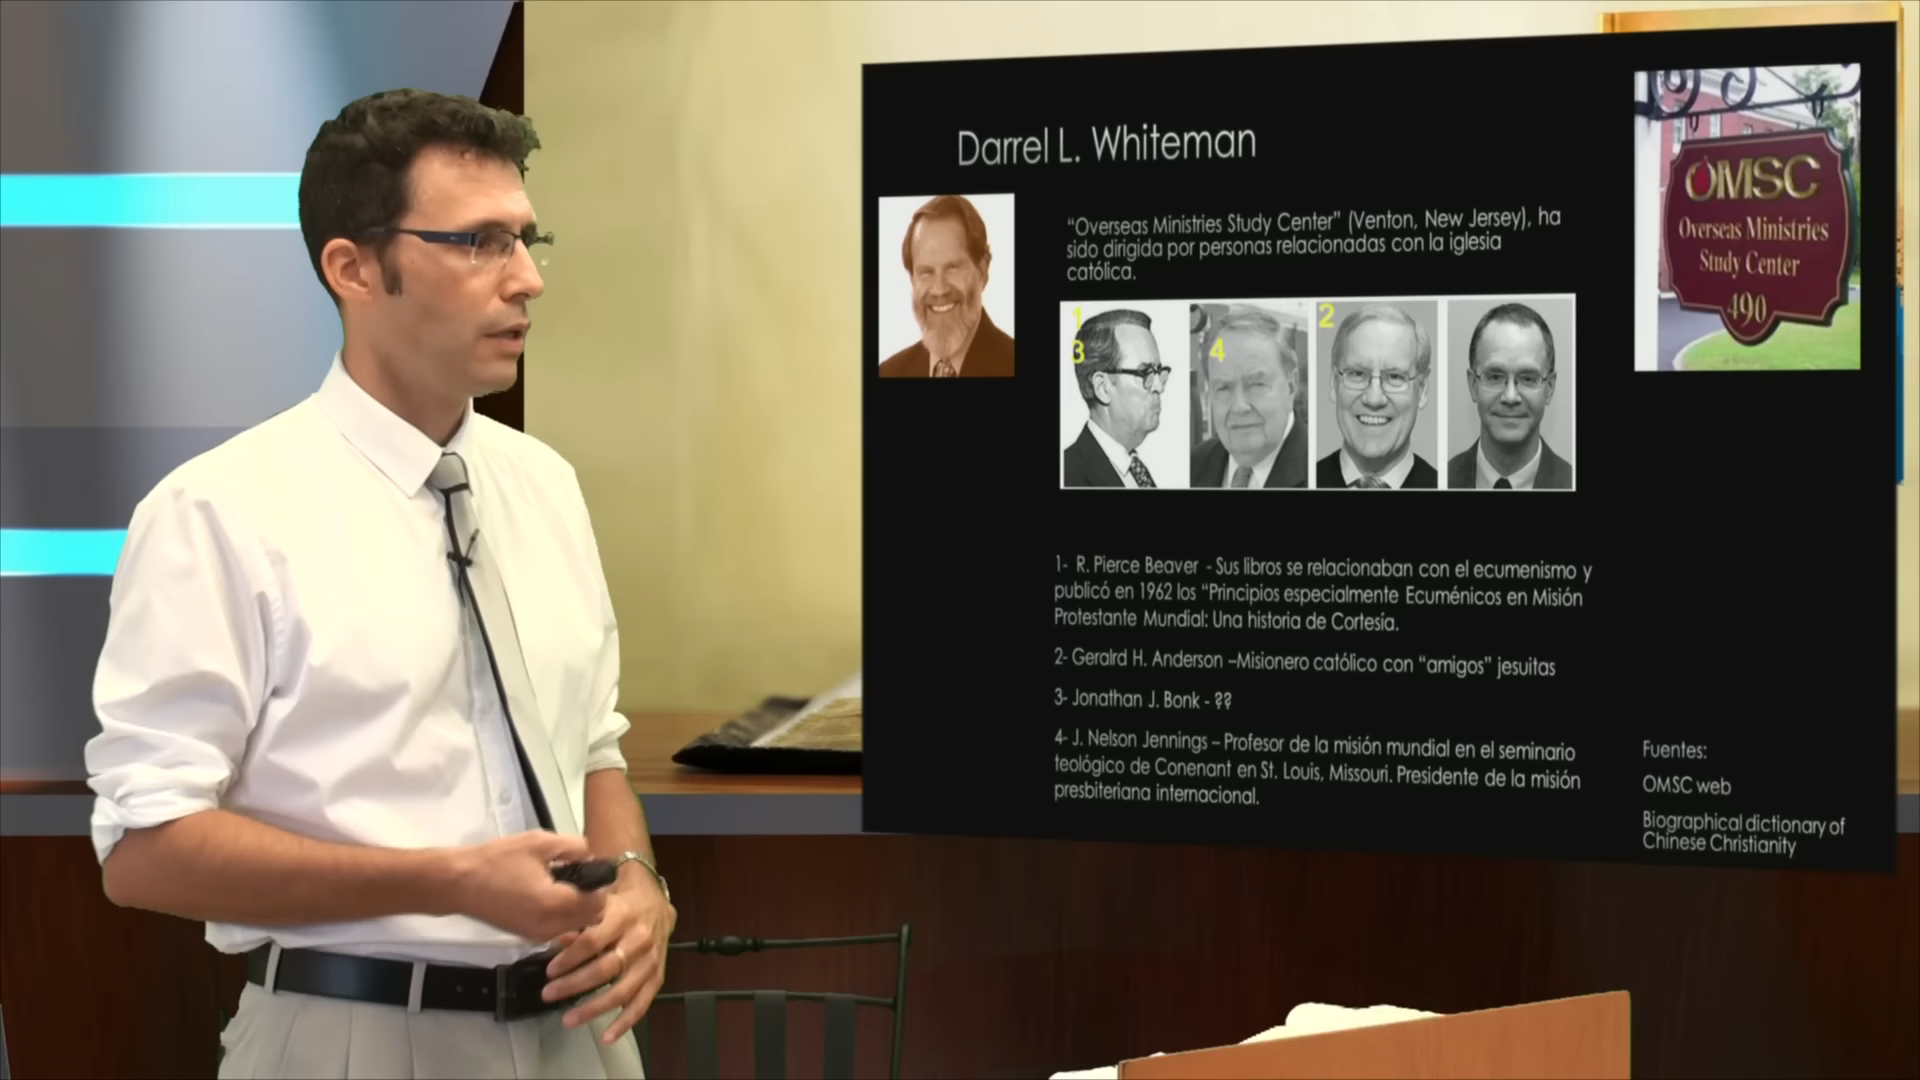 Darrel L. Whiteman
"Overseas Ministries Study Center" (Venton, New Jersey), ha
sido dirigida por personas relacionadas con la iglesia
católica.
1
3
4
2
1- R. Pierce Beaver - Sus libros se relacionaban con el ecumenismo y
publicó en 1962 los "Principios especialmente Ecuménicos en Misión
Protestante Mundial: Una historia de Cortesía.
2- Geralrd H. Anderson –Misionero católico con "amigos" jesuitas
3- Jonathan J. Bonk - ??
4- J. Nelson Jennings – Profesor de la misión mundial en el seminario
teológico de Conenant en St. Louis, Missouri. Presidente de la misión
presbiteriana internacional.
OMSC
Overseas Ministries
Study Center
490
Fuentes:
OMSC web
Biographical dictionary of
Chinese Christianity